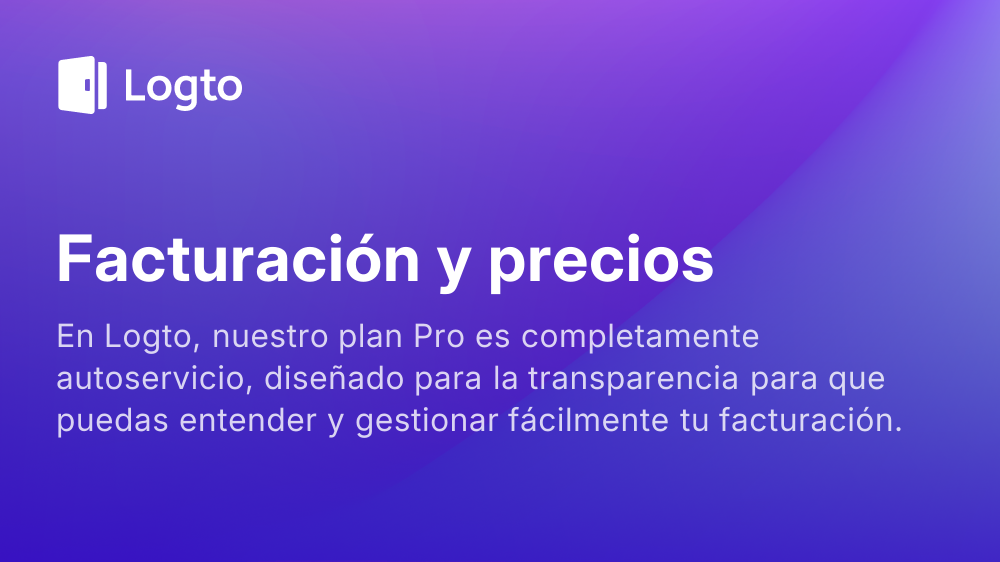 Logto
Facturación y precios
En Logto, nuestro plan Pro es completamente
autoservicio, diseñado para la transparencia para que
puedas entender y gestionar fácilmente tu facturación.